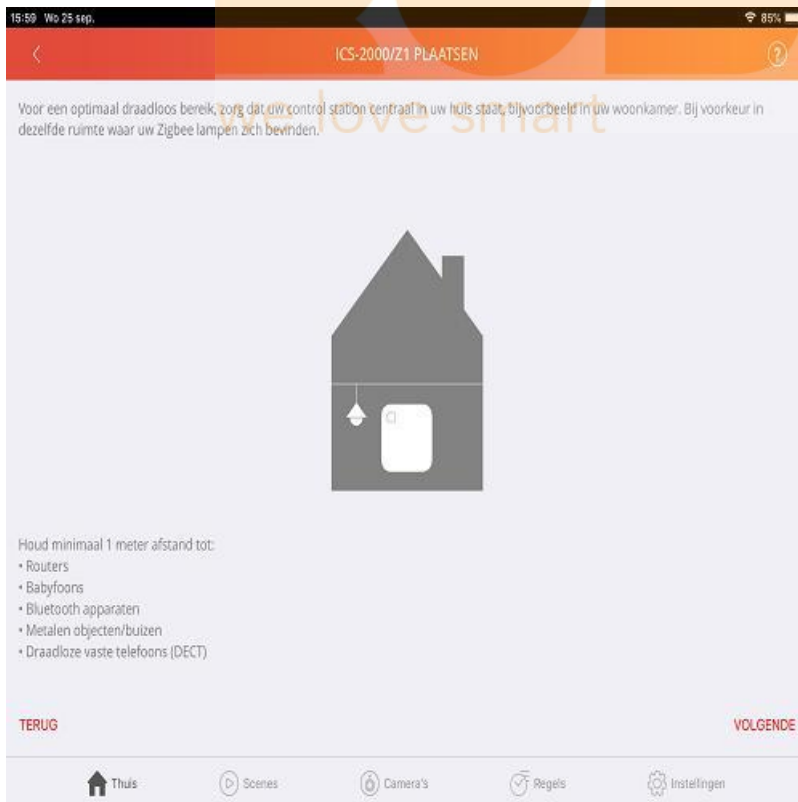 15:59 Wo 25 sep.
85%
ICS-2000/Z1 PLAATSEN
?
we love smart
Voor een optimaal draadloos bereik, zorg dat uw control station centraal in uw huis staat, bijvoorbeeld in uw woonkamer. Bij voorkeur in
dezelfde ruimte waar uw Zigbee lampen zich bevinden.
Houd minimaal 1 meter afstand tot:
• Routers
• Babyfoons
• Bluetooth apparaten
• Metalen objecten/buizen
• Draadloze vaste telefoons (DECT)
TERUG
VOLGENDE
Thuis
Scenes
Camera's
Regels
Instellingen